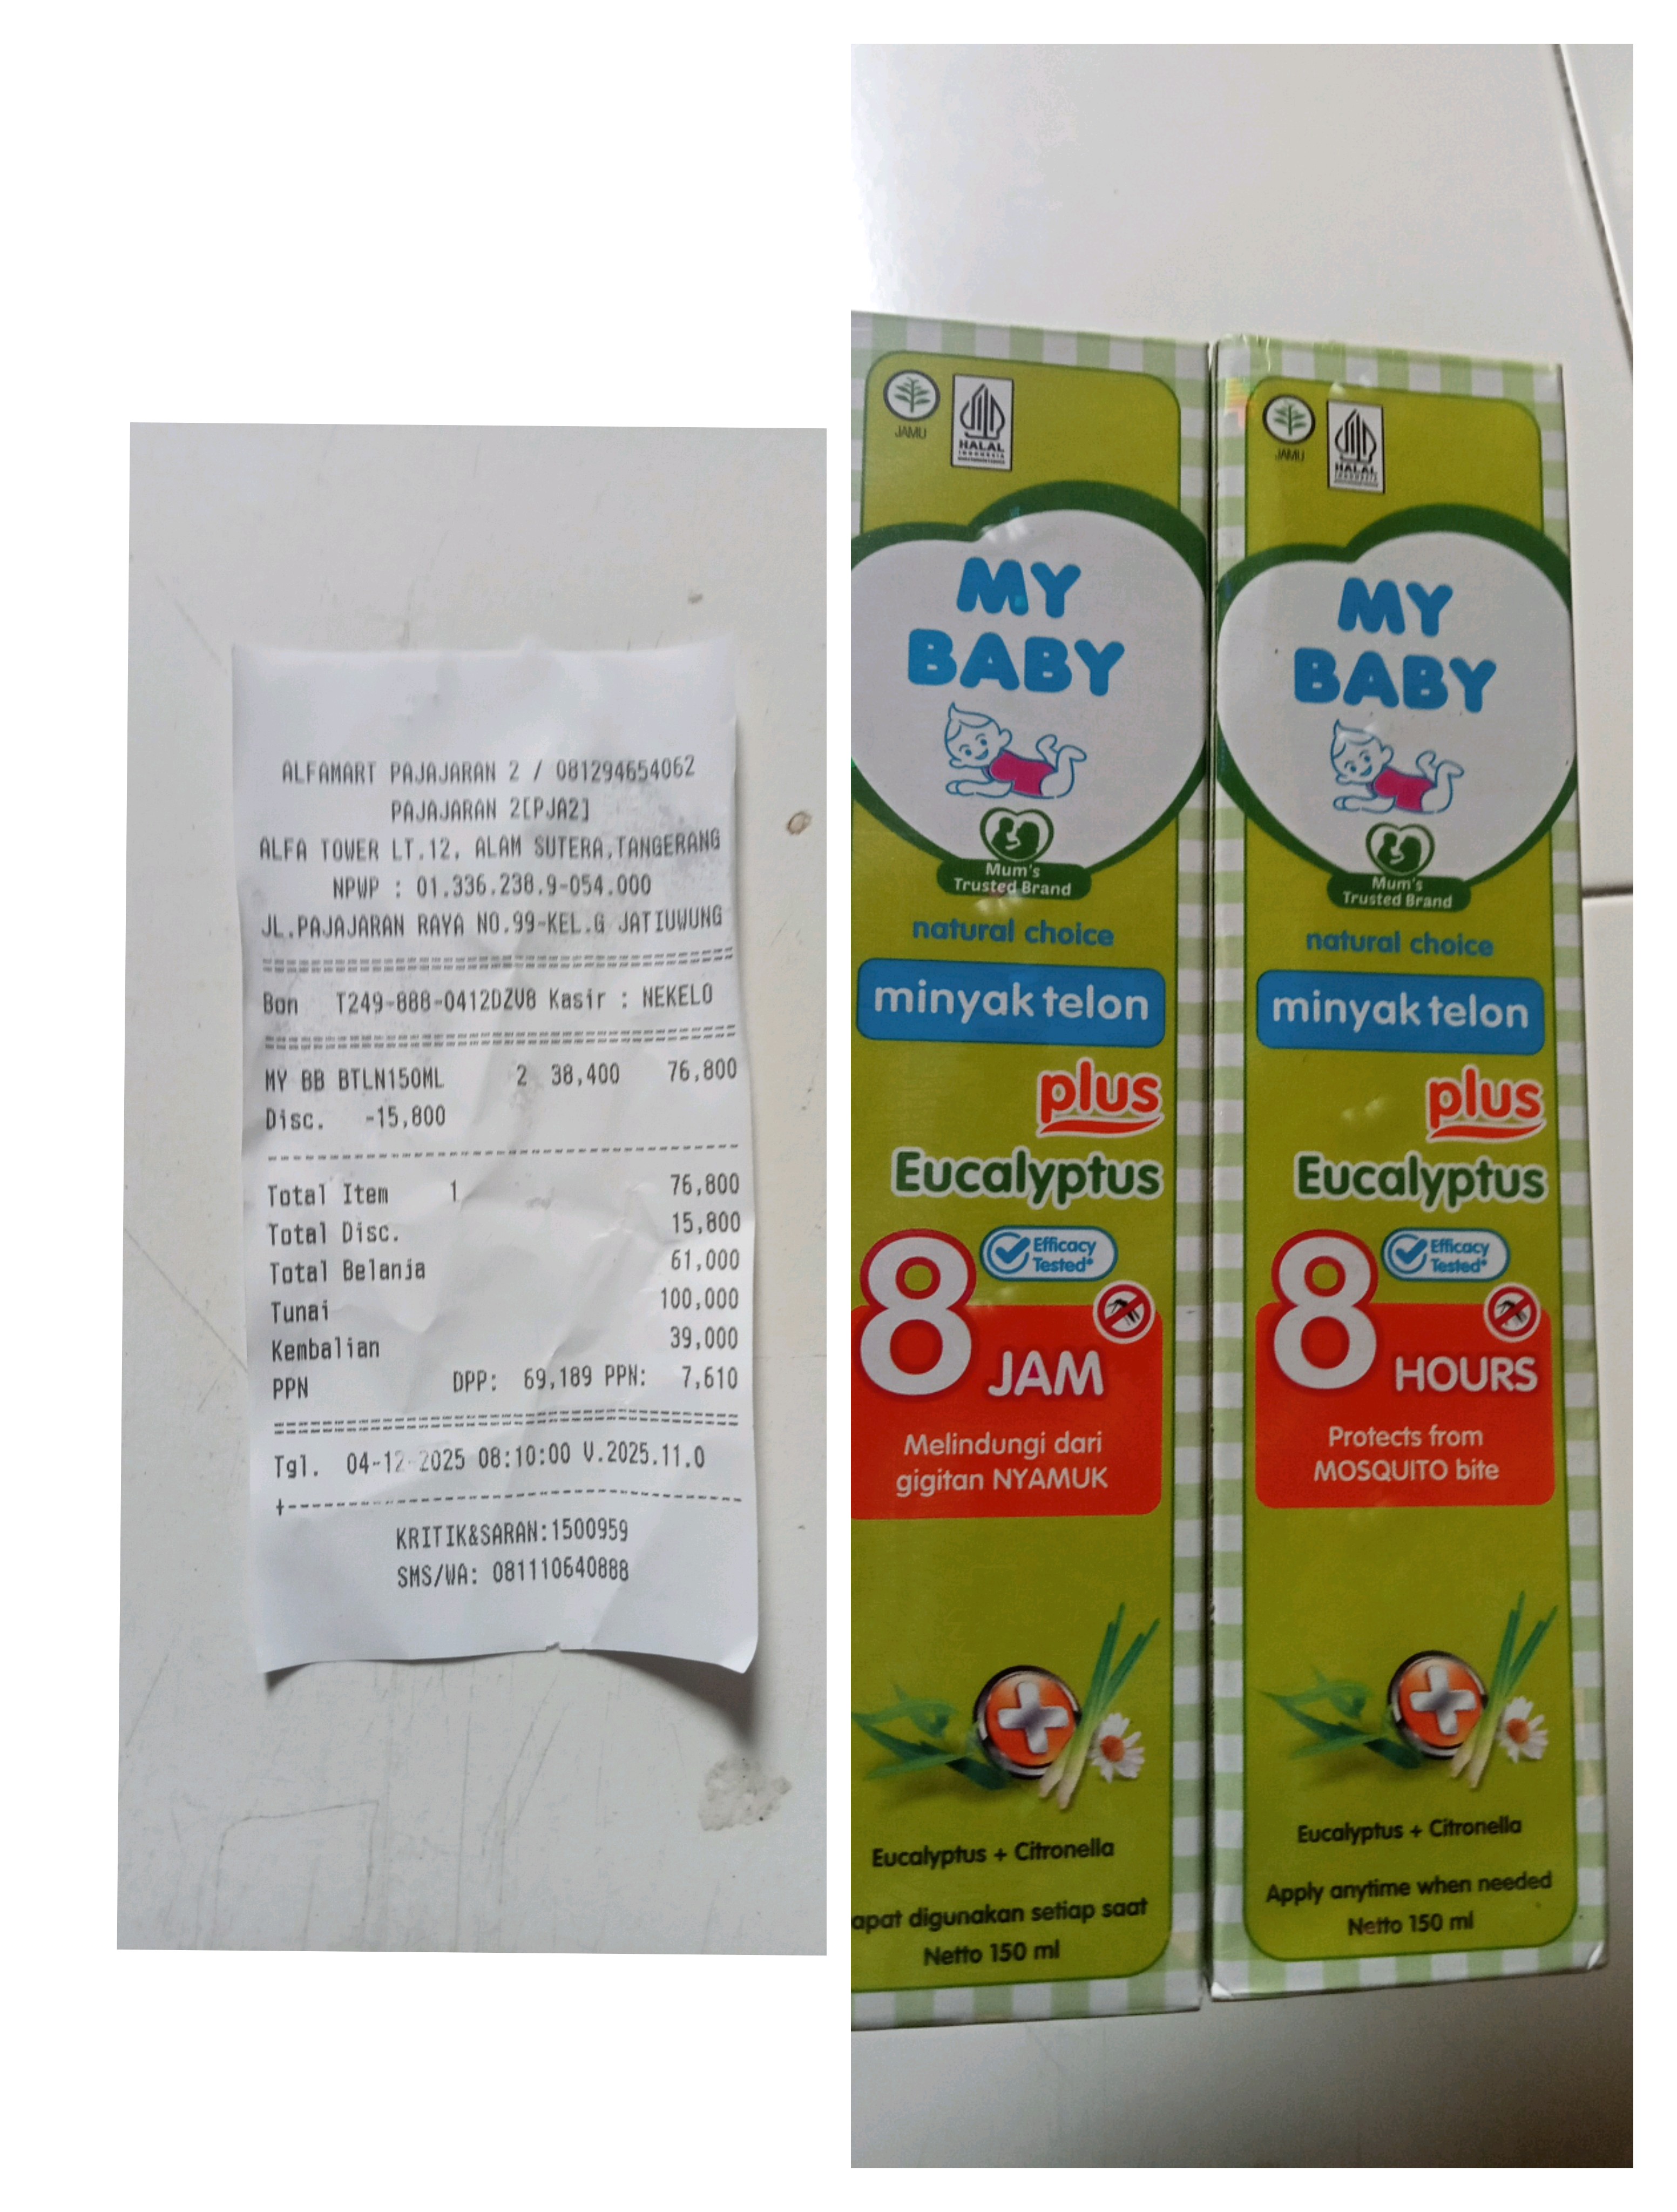 ALFAMART PAJAJARAN 2 / 081294654062
PAJAJARAN 2[PJA2]
ALFA TOWER LT.12, ALAM SUTERA,TANGERANG
NPWP : 01.336.238.9-054.000
JL.PAJAJARAN RAYA NO.99-KEL.G JATIUWUNG
Bon T249-888-0412DZV8 Kasir : NEKELO
MY BB BTLN150ML 2 38,400 76,800
Disc. -15,800
Total Item 1 76,800
Total Disc. 15,800
Total Belanja 61,000
Tunai 100,000
Kembalian 39,000
PPN DPP: 69,189 PPN: 7,610
Tgl. 04-12-2025 08:10:00 V.2025.11.0
KRITIK&SARAN:1500959
SMS/WA: 081110640888
JAMU
HALAL
INDONESIA
MY
BABY
Mum's
Trusted Brand
natural choice
minyak telon
plus
Eucalyptus
Efficacy
Tested*
8 JAM
Melindungi dari
gigitan NYAMUK
Eucalyptus + Citronella
apat digunakan setiap saat
Netto 150 ml
JAMU
HALAL
INDONESIA
MY
BABY
Mum's
Trusted Brand
natural choice
minyak telon
plus
Eucalyptus
Efficacy
Tested*
8 HOURS
Protects from
MOSQUITO bite
Eucalyptus + Citronella
Apply anytime when needed
Netto 150 ml